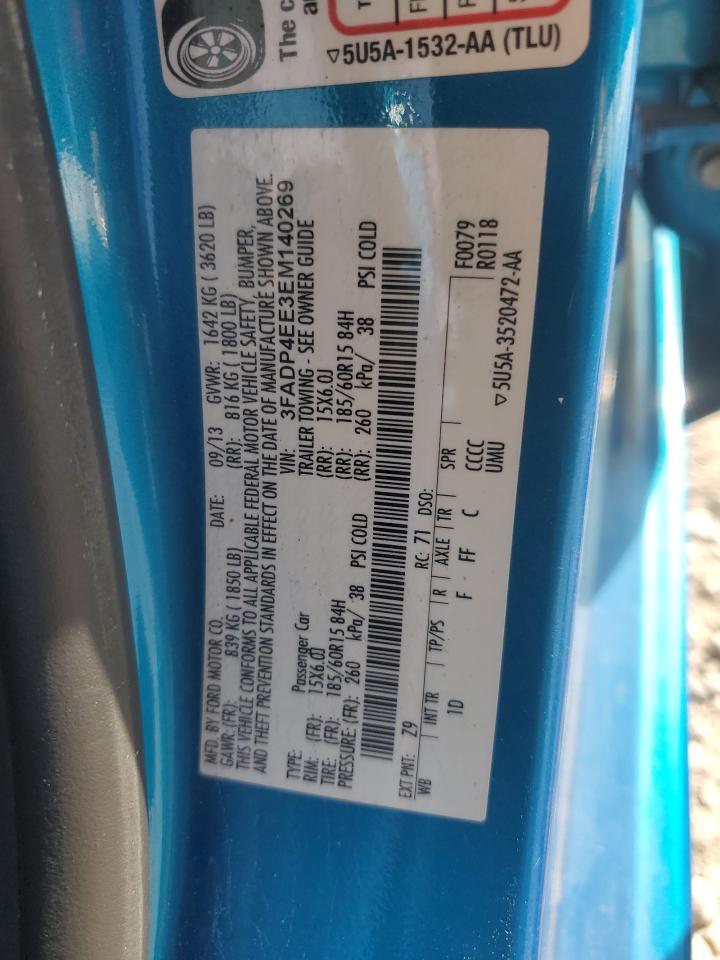 The c
▽5U5A-1532-AA (TLU)
MFD. BY FORD MOTOR CO. DATE: 09/13 GVWR: 1642 KG ( 3620 LB)
GAWR: (FR): 839 KG ( 1850 LB) (RR): 816 KG ( 1800 LB)
THIS VEHICLE CONFORMS TO ALL APPLICABLE FEDERAL MOTOR VEHICLE SAFETY, BUMPER,
AND THEFT PREVENTION STANDARDS IN EFFECT ON THE DATE OF MANUFACTURE SHOWN ABOVE.
VIN: 3FADP4EE3EM140269
TYPE: Passenger Car TRAILER TOWING - SEE OWNER GUIDE
RIM: (FR): 15X6.0J (RR): 15X6.0J
TIRE: (FR): 185/60R15 84H (RR): 185/60R15 84H
PRESSURE: (FR): 260 kPa/ 38 PSI COLD (RR): 260 kPa/ 38 PSI COLD
EXT PNT: Z9 RC: 71 DSO: F0079
WB INT TR TP/PS R AXLE TR SPR R0118
1D F FF C CCCC
UMU
▽5U5A-3520472-AA